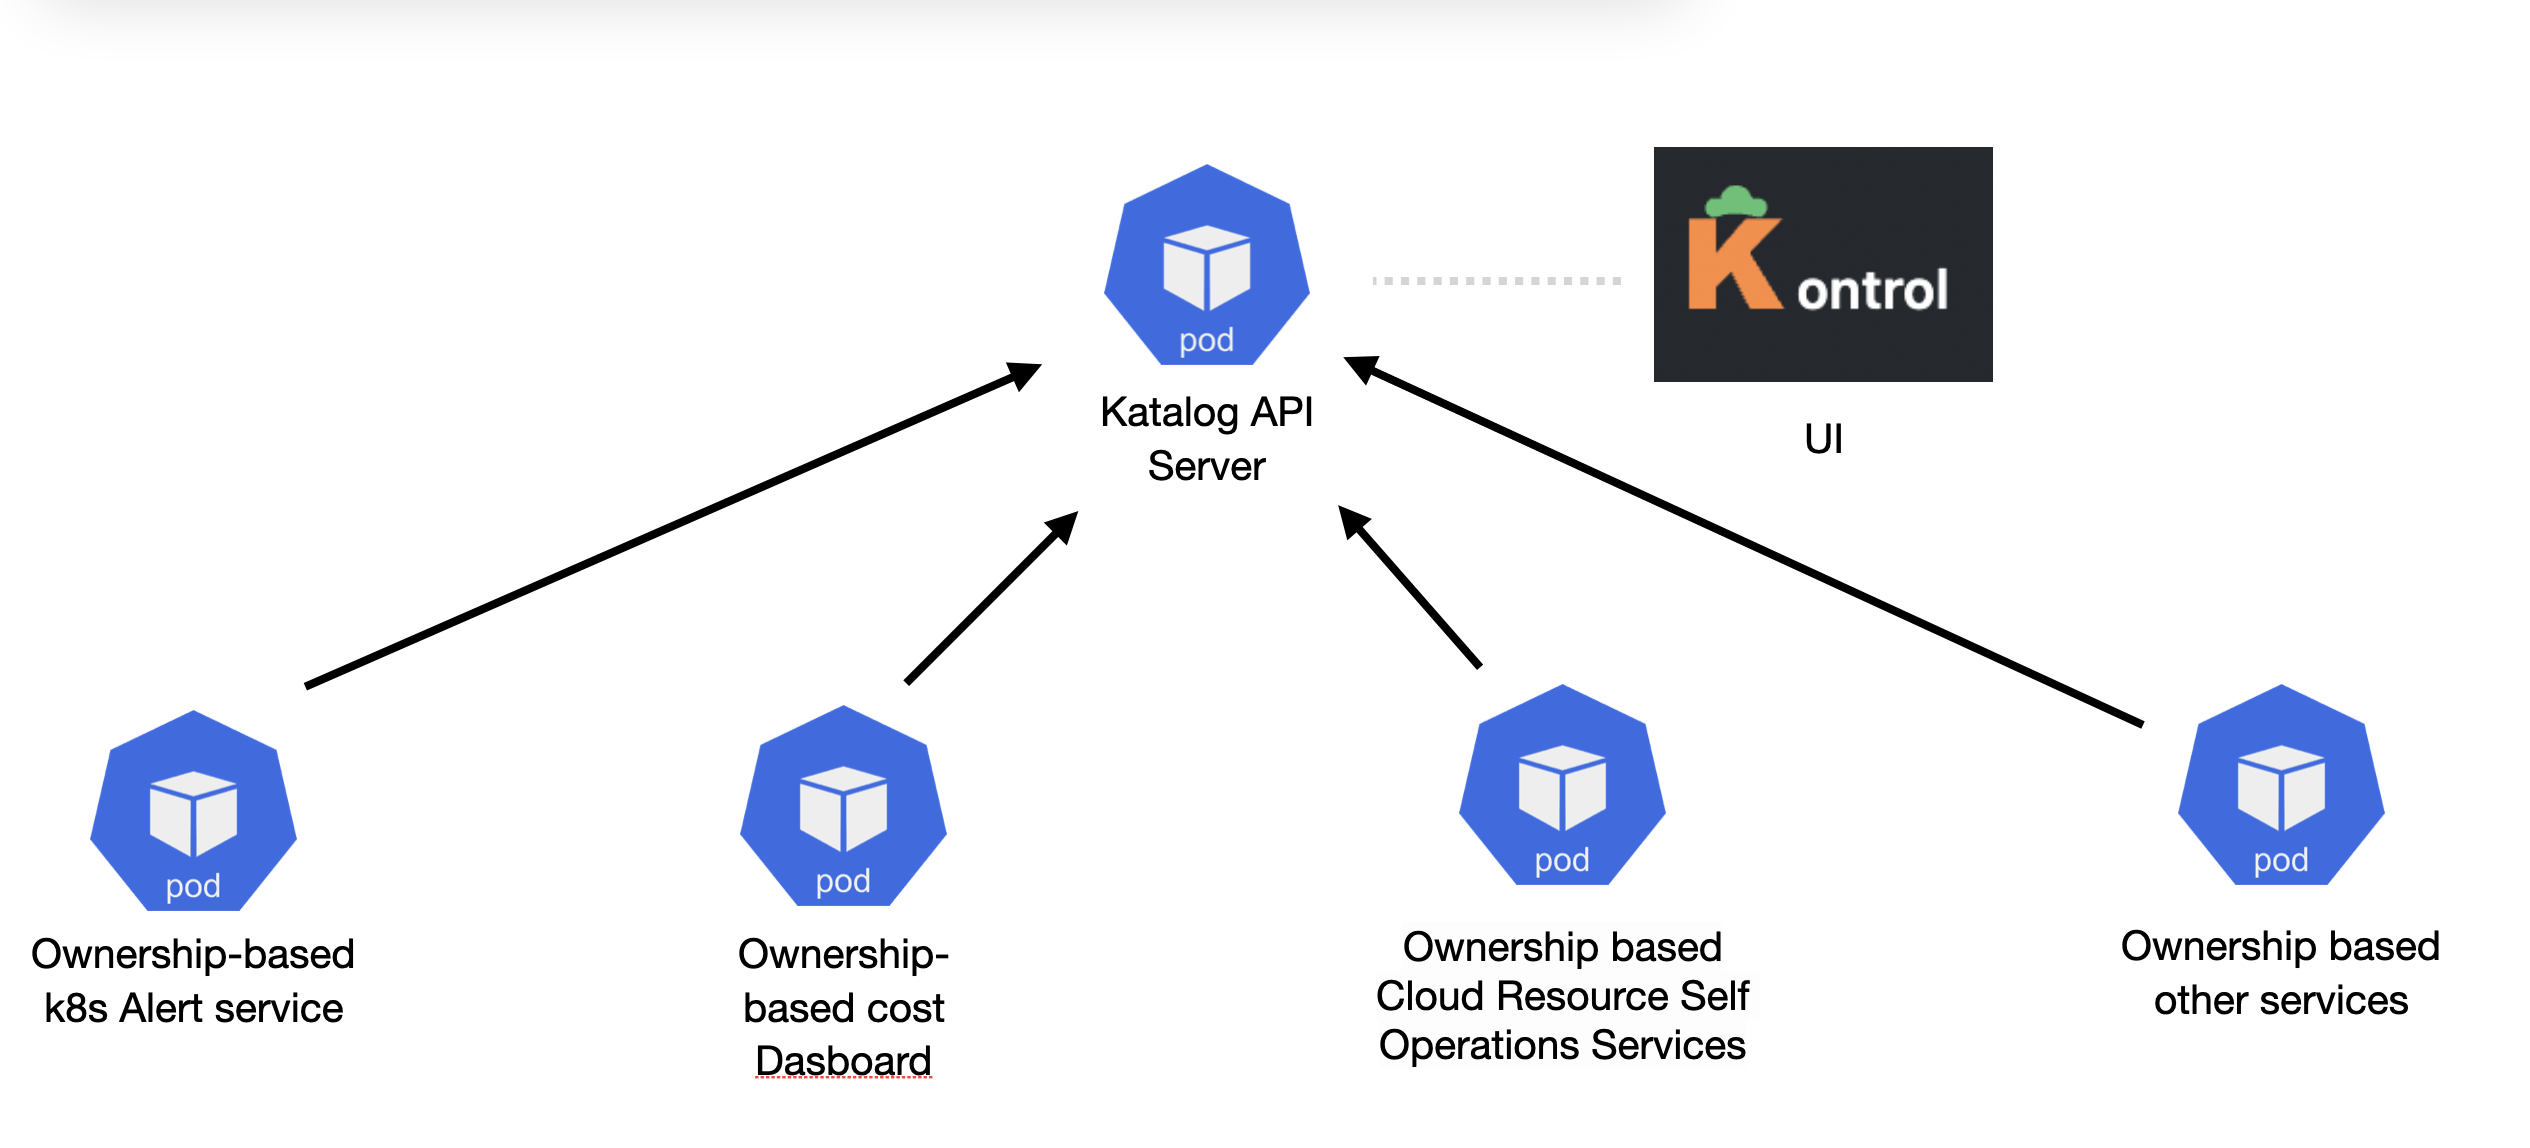 Kontrol
pod
Katalog API
Server
UI
pod
pod
pod
pod
Ownership-based
k8s Alert service
Ownership-
based cost
Dasboard
Ownership based
Cloud Resource Self
Operations Services
Ownership based
other services